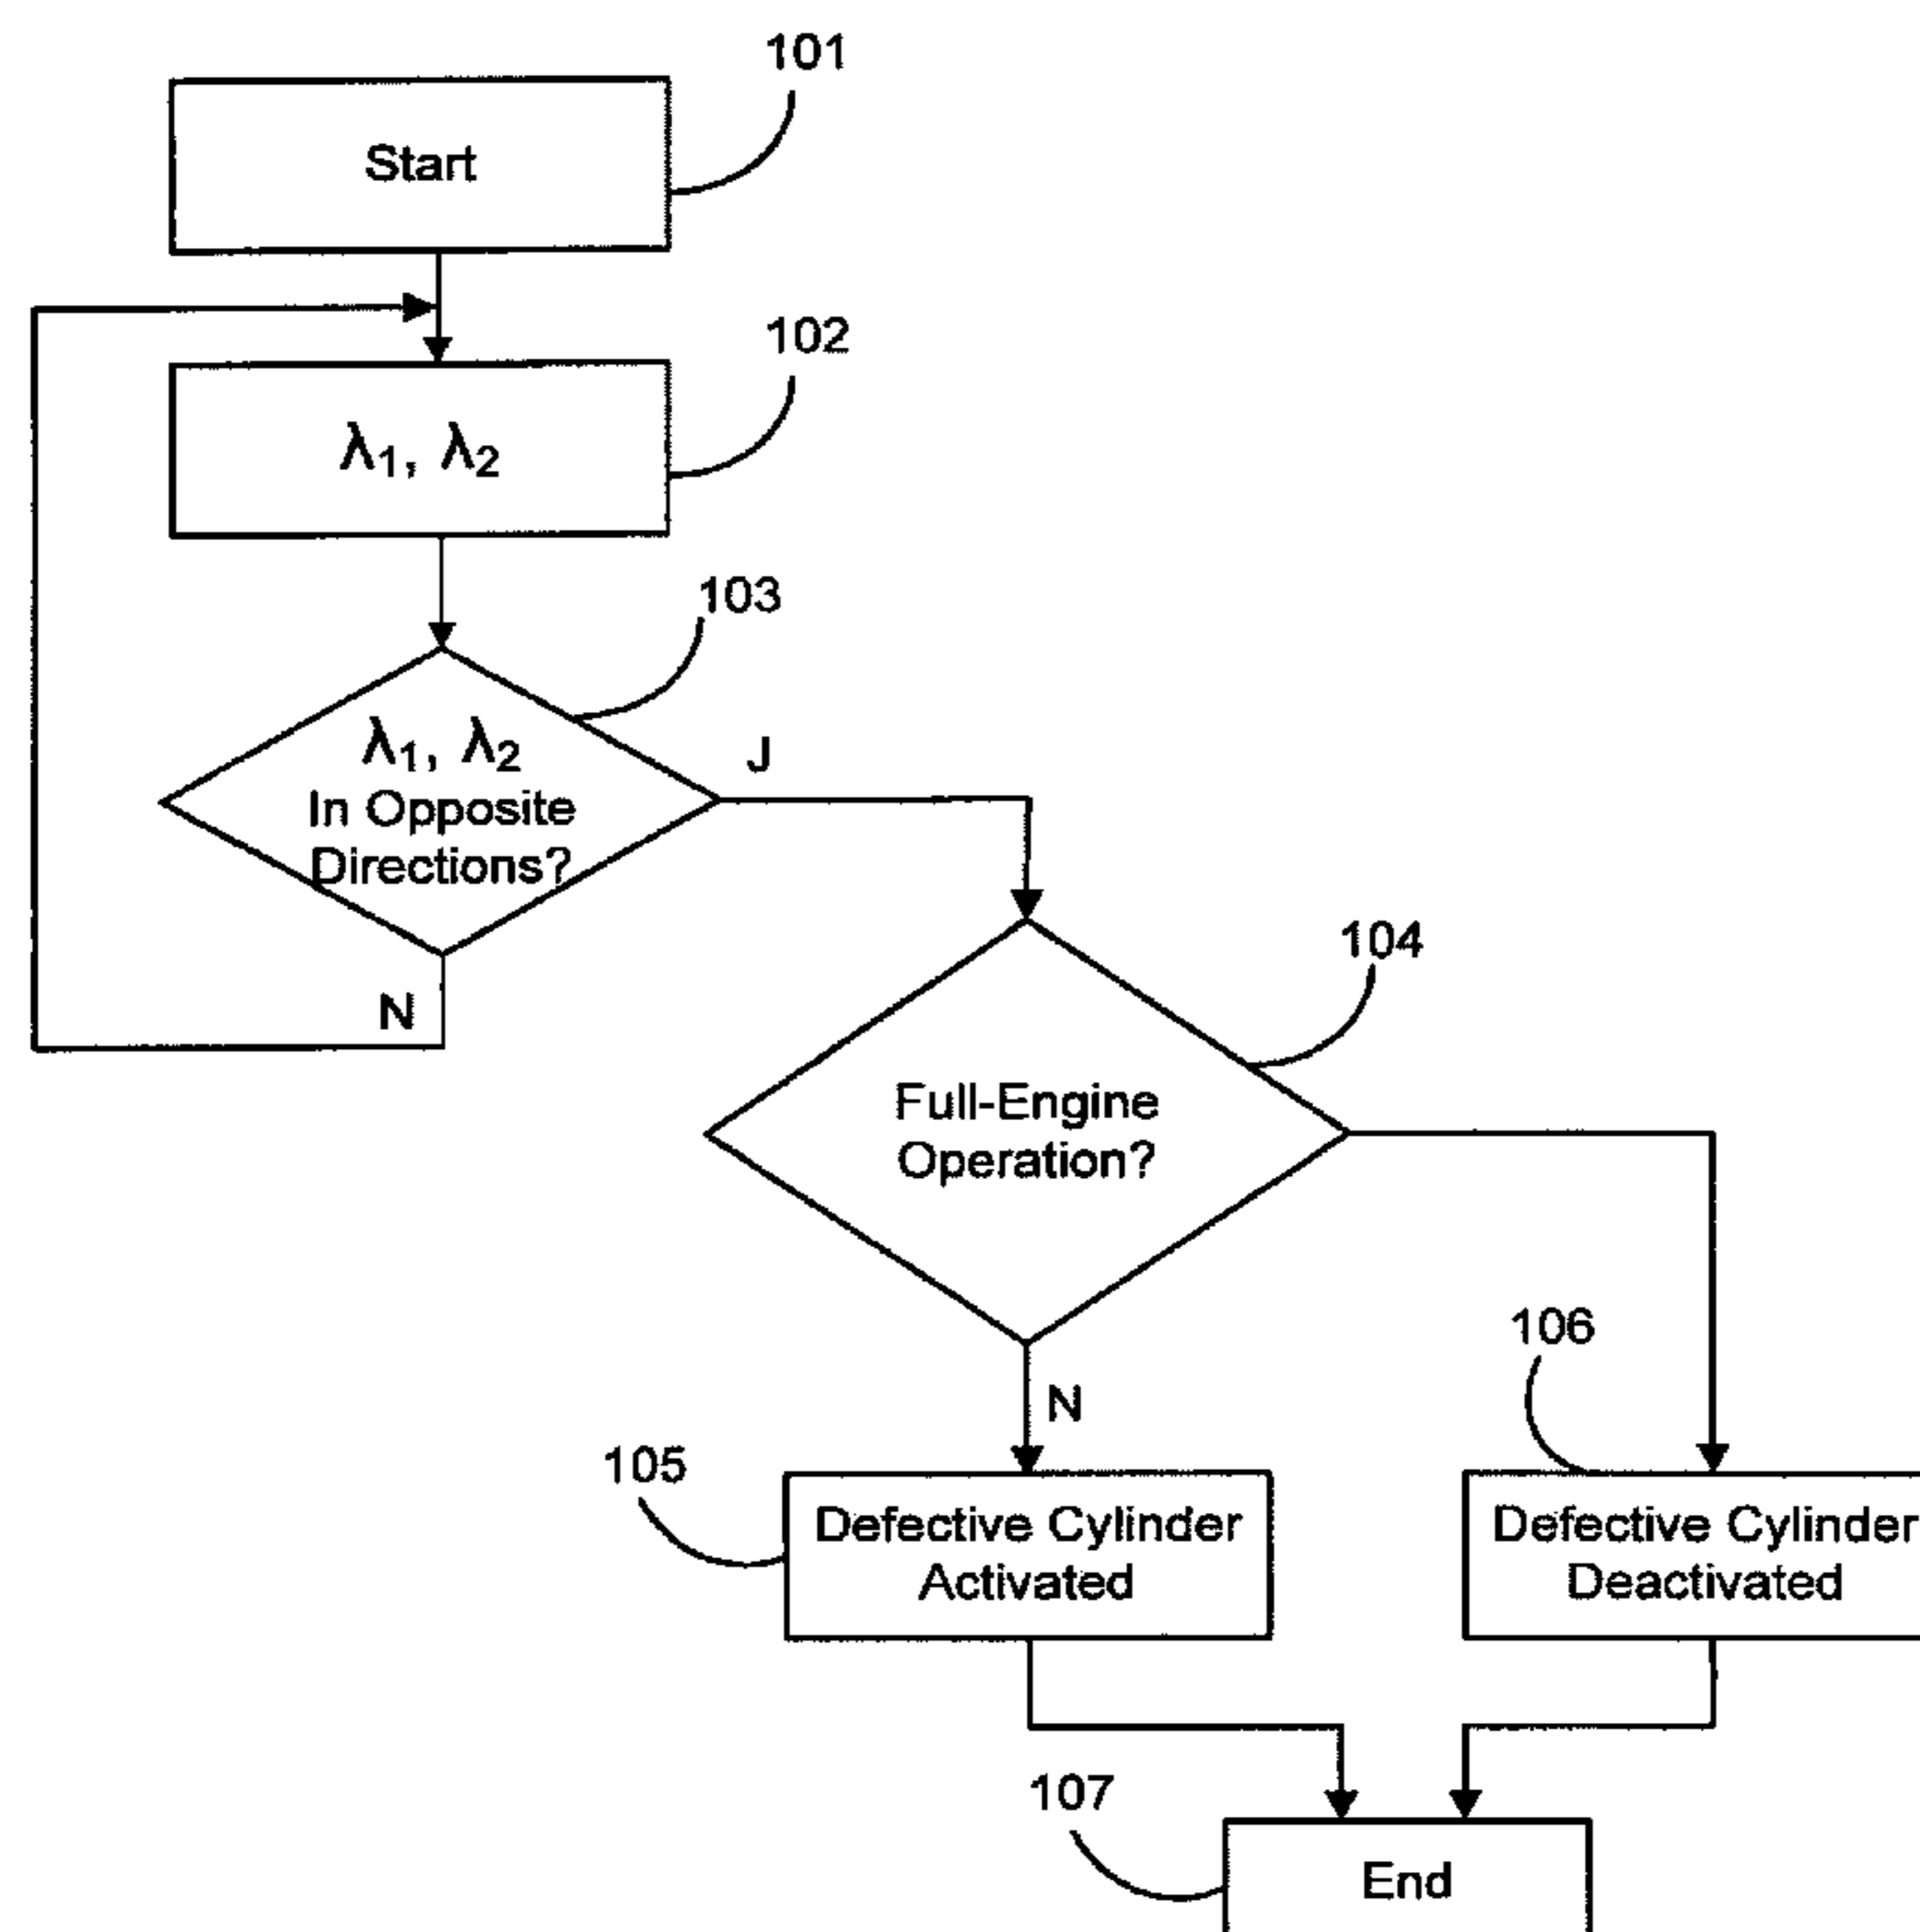 101
Start
102
λ1, λ2
103
λ1, λ2
In Opposite
Directions?
J
N
104
Full-Engine
Operation?
N
105
Defective Cylinder
Activated
106
Defective Cylinder
Deactivated
107
End